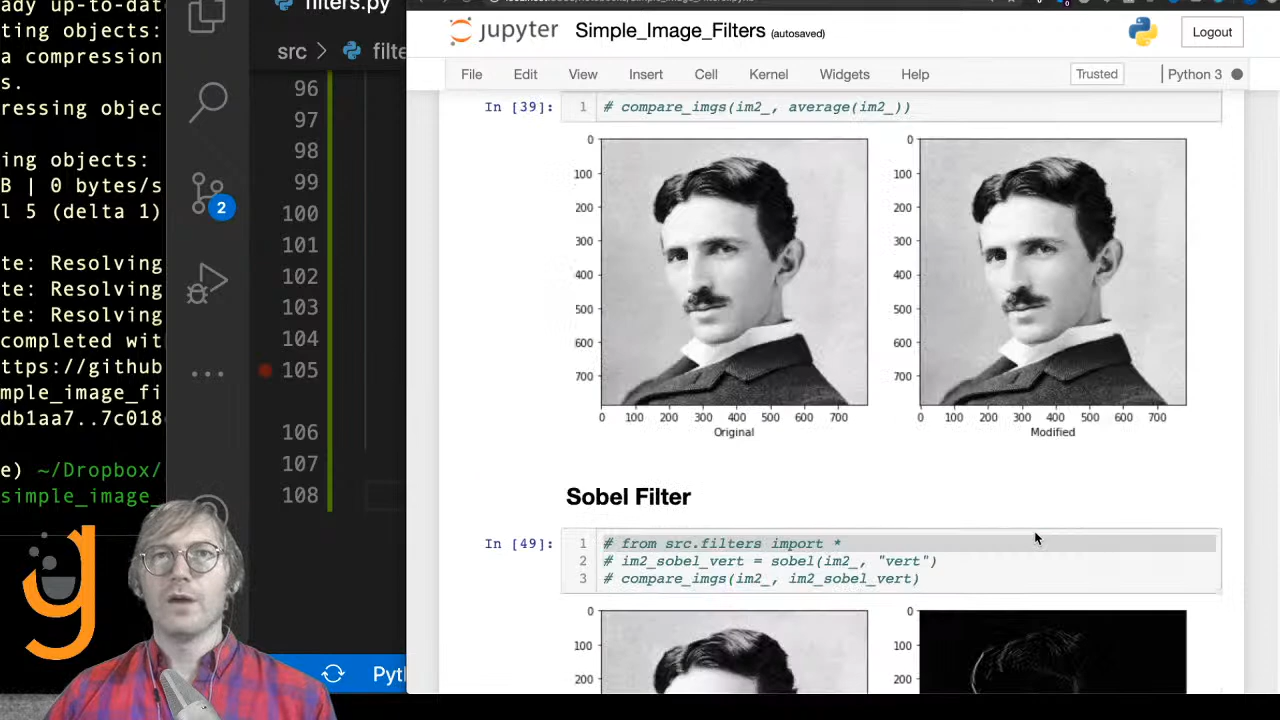 ady up-to-dat
ting objects:
a compression
s.
ressing objec
ing objects:
B | 0 bytes/s
l 5 (delta 1)
te: Resolving
te: Resolving
te: Resolving
completed wit
ttps://github
mple_image_fi
db1aa7..7c018
e) ~/Dropbox/
simple_image_
filters.py
src > filte
2
96
97
98
99
100
101
102
103
104
105
106
107
108
Pyt
jupyter Simple_Image_Filters (autosaved)
Logout
File Edit View Insert Cell Kernel Widgets Help
Trusted | Python 3
In [39]: 1 # compare_imgs(im2_, average(im2_))
0
100
200
300
400
500
600
700
0 100 200 300 400 500 600 700
Original
0
100
200
300
400
500
600
700
0 100 200 300 400 500 600 700
Modified
Sobel Filter
In [49]: 1 # from src.filters import *
2 # im2_sobel_vert = sobel(im2_, "vert")
3 # compare_imgs(im2_, im2_sobel_vert)
0
100
200
0
100
200
y